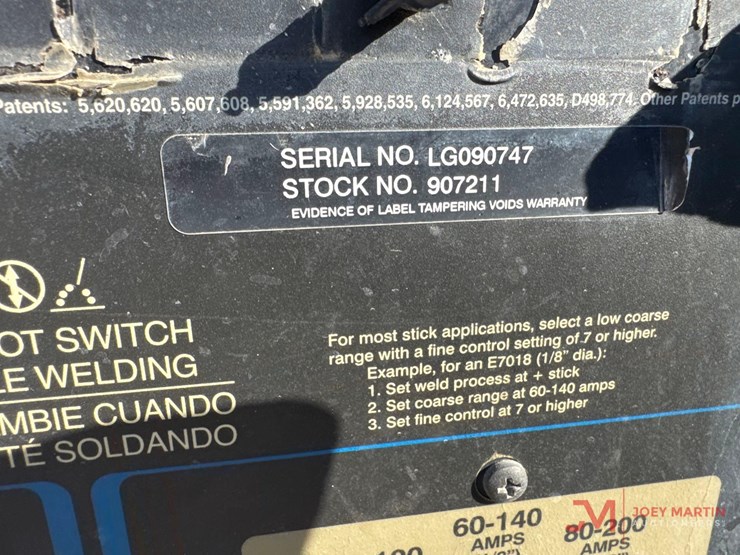 Patents: 5,620,620, 5,607,608, 5,591,362, 5,928,535, 6,124,567, 6,472,635, D498,774. Other Patents p
SERIAL NO. LG090747
STOCK NO. 907211
EVIDENCE OF LABEL TAMPERING VOIDS WARRANTY
OT SWITCH
LE WELDING
MBIE CUANDO
TÉ SOLDANDO
For most stick applications, select a low coarse
range with a fine control setting of 7 or higher.
Example, for an E7018 (1/8" dia.):
1. Set weld process at + stick
2. Set coarse range at 60-140 amps
3. Set fine control at 7 or higher
60-140
AMPS
80-200
AMPS
JOEY MARTIN
AUCTIONEERS